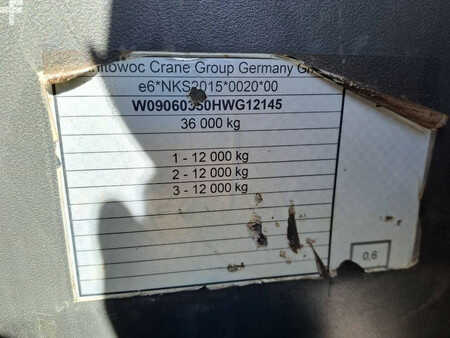 nitowoc Crane Group Germany G
e6*NKS2015*0020*00
W09060350HWG12145
36 000 kg
1 - 12 000 kg
2 - 12 000 kg
3 - 12 000 kg
0,6